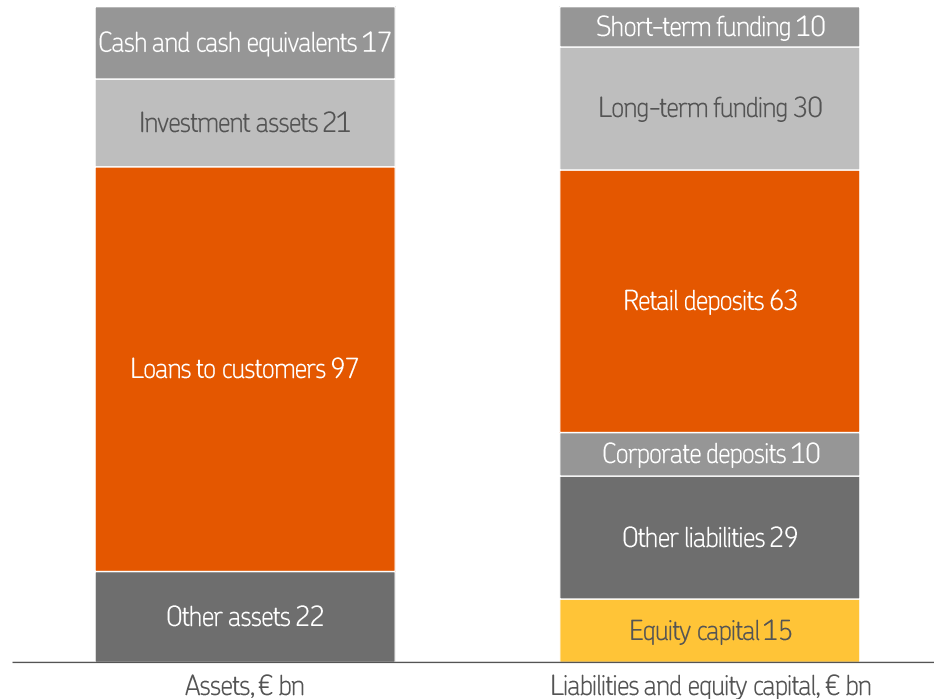 Cash and cash equivalents 17
Investment assets 21
Loans to customers 97
Other assets 22
Assets, € bn
Short-term funding 10
Long-term funding 30
Retail deposits 63
Corporate deposits 10
Other liabilities 29
Equity capital 15
Liabilities and equity capital, € bn